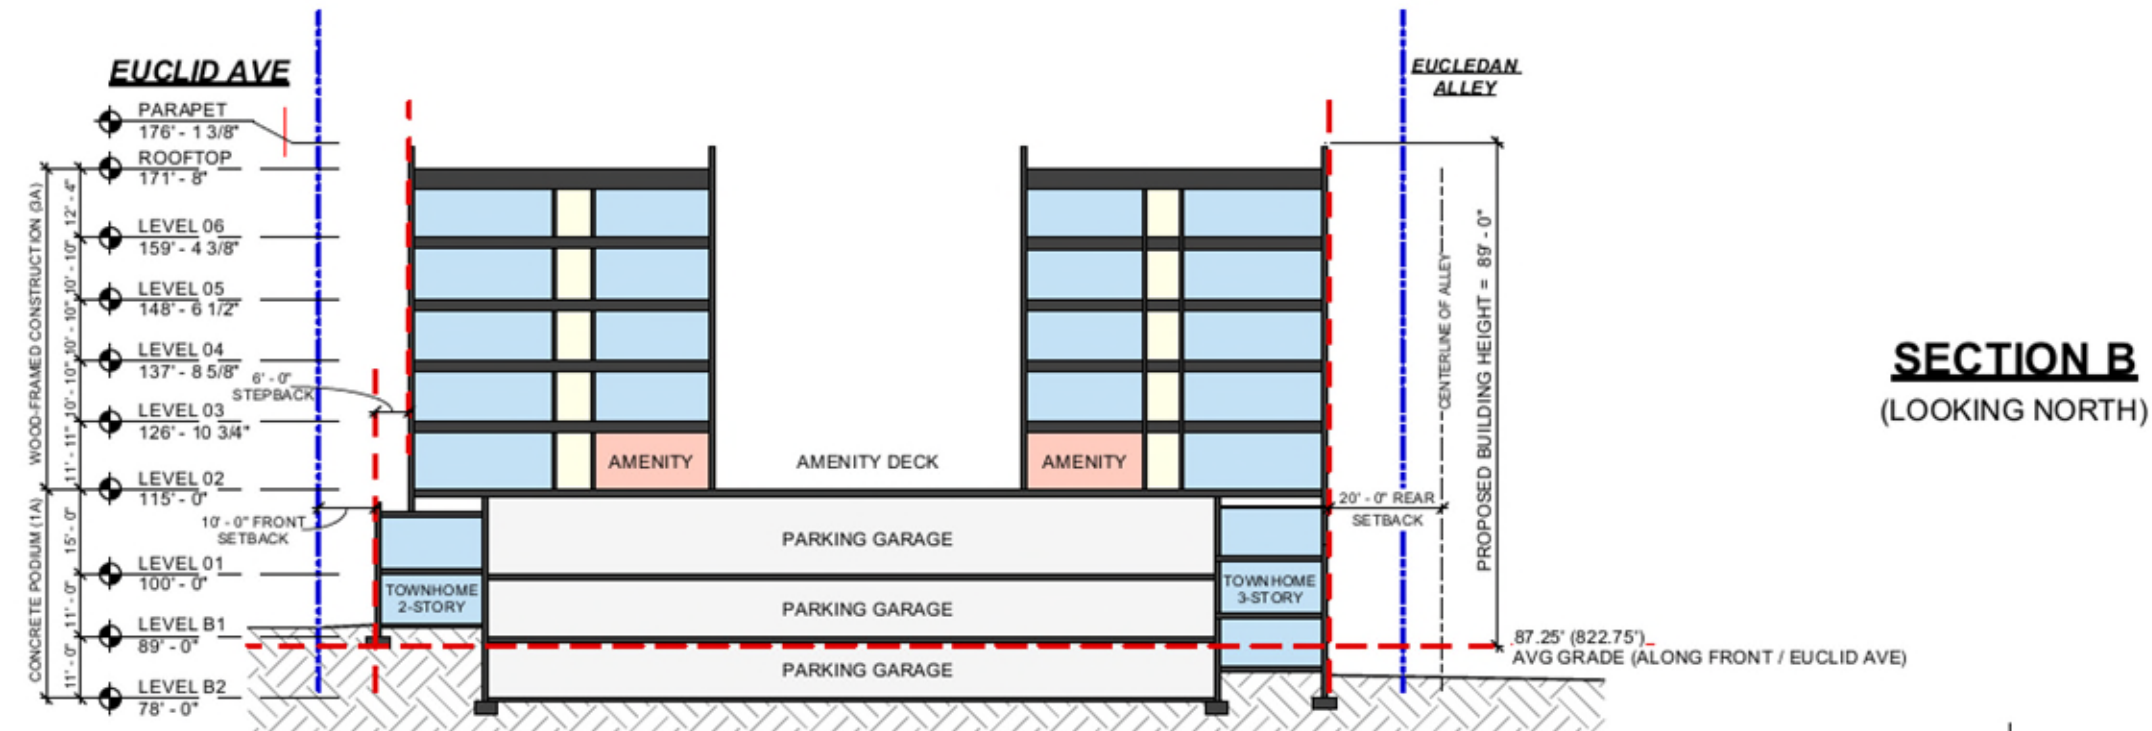 EUCLID AVE
PARAPET
176' - 1 3/8"
ROOFTOP
171' - 8"
LEVEL 06
159' - 4 3/8"
LEVEL 05
148' - 6 1/2"
LEVEL 04
137' - 8 5/8"
LEVEL 03
126' - 10 3/4"
LEVEL 02
115' - 0"
LEVEL 01
100' - 0"
LEVEL B1
89' - 0"
LEVEL B2
78' - 0"
WOOD-FRAMED CONSTRUCTION (3A)
CONCRETE PODIUM (1A)
12' - 4"
10' - 10"
10' - 10"
10' - 10"
11' - 11"
15' - 0"
11' - 0"
11' - 0"
6' - 0"
STEPBACK
10' - 0" FRONT
SETBACK
AMENITY
AMENITY DECK
AMENITY
PARKING GARAGE
PARKING GARAGE
PARKING GARAGE
TOWNHOME
2-STORY
TOWNHOME
3-STORY
EUCLEDAN
ALLEY
20' - 0" REAR
SETBACK
CENTERLINE OF ALLEY
PROPOSED BUILDING HEIGHT = 89' - 0"
87.25' (822.75')
AVG GRADE (ALONG FRONT / EUCLID AVE)
SECTION B
(LOOKING NORTH)